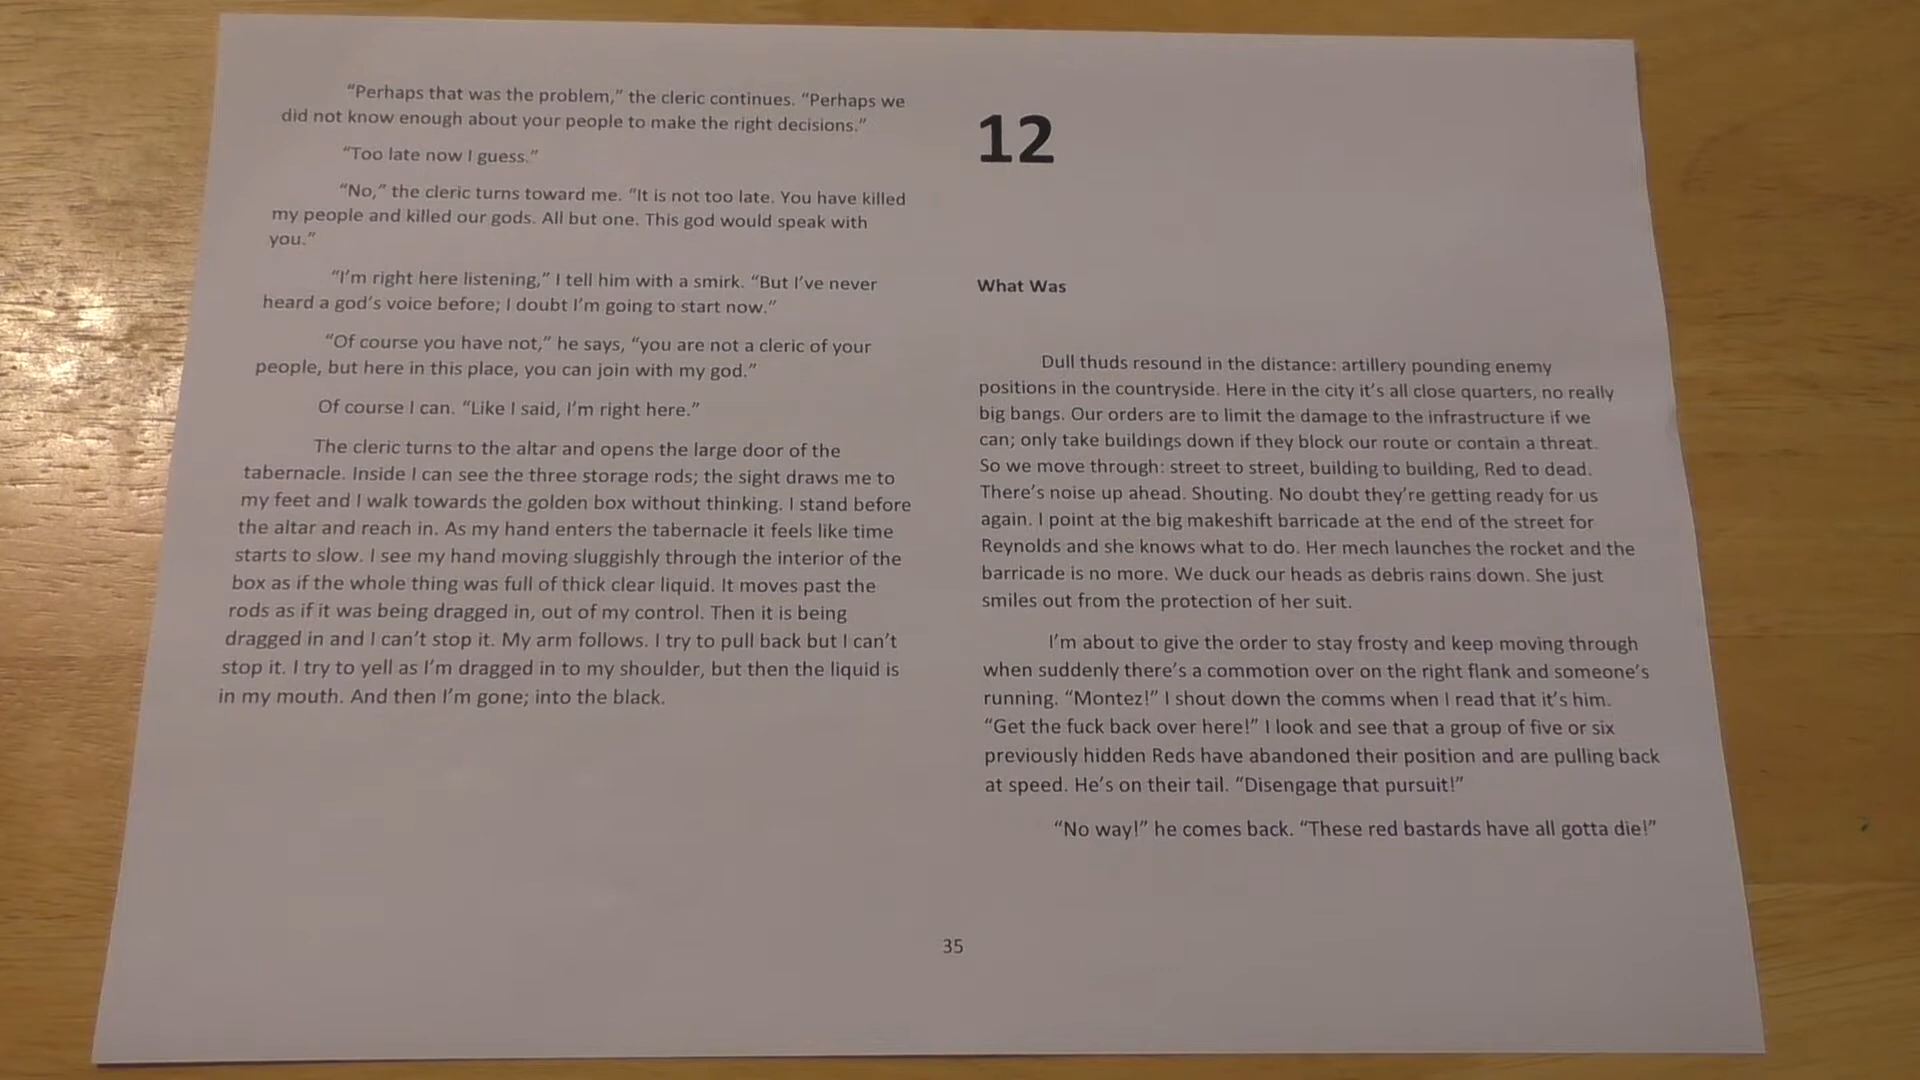 “Perhaps that was the problem,” the cleric continues. “Perhaps we
did not know enough about your people to make the right decisions.”
“Too late now I guess.”
“No,” the cleric turns toward me. “It is not too late. You have killed
my people and killed our gods. All but one. This god would speak with
you.”
“I’m right here listening,” I tell him with a smirk. “But I’ve never
heard a god’s voice before; I doubt I’m going to start now.”
“Of course you have not,” he says, “you are not a cleric of your
people, but here in this place, you can join with my god.”
Of course I can. “Like I said, I’m right here.”
The cleric turns to the altar and opens the large door of the
tabernacle. Inside I can see the three storage rods; the sight draws me to
my feet and I walk towards the golden box without thinking. I stand before
the altar and reach in. As my hand enters the tabernacle it feels like time
starts to slow. I see my hand moving sluggishly through the interior of the
box as if the whole thing was full of thick clear liquid. It moves past the
rods as if it was being dragged in, out of my control. Then it is being
dragged in and I can’t stop it. My arm follows. I try to pull back but I can’t
stop it. I try to yell as I’m dragged in to my shoulder, but then the liquid is
in my mouth. And then I’m gone; into the black.
12
What Was
Dull thuds resound in the distance: artillery pounding enemy
positions in the countryside. Here in the city it’s all close quarters, no really
big bangs. Our orders are to limit the damage to the infrastructure if we
can; only take buildings down if they block our route or contain a threat.
So we move through: street to street, building to building, Red to dead.
There’s noise up ahead. Shouting. No doubt they’re getting ready for us
again. I point at the big makeshift barricade at the end of the street for
Reynolds and she knows what to do. Her mech launches the rocket and the
barricade is no more. We duck our heads as debris rains down. She just
smiles out from the protection of her suit.
I’m about to give the order to stay frosty and keep moving through
when suddenly there’s a commotion over on the right flank and someone’s
running. “Montez!” I shout down the comms when I read that it’s him.
“Get the fuck back over here!” I look and see that a group of five or six
previously hidden Reds have abandoned their position and are pulling back
at speed. He’s on their tail. “Disengage that pursuit!”
“No way!” he comes back. “These red bastards have all gotta die!”
35